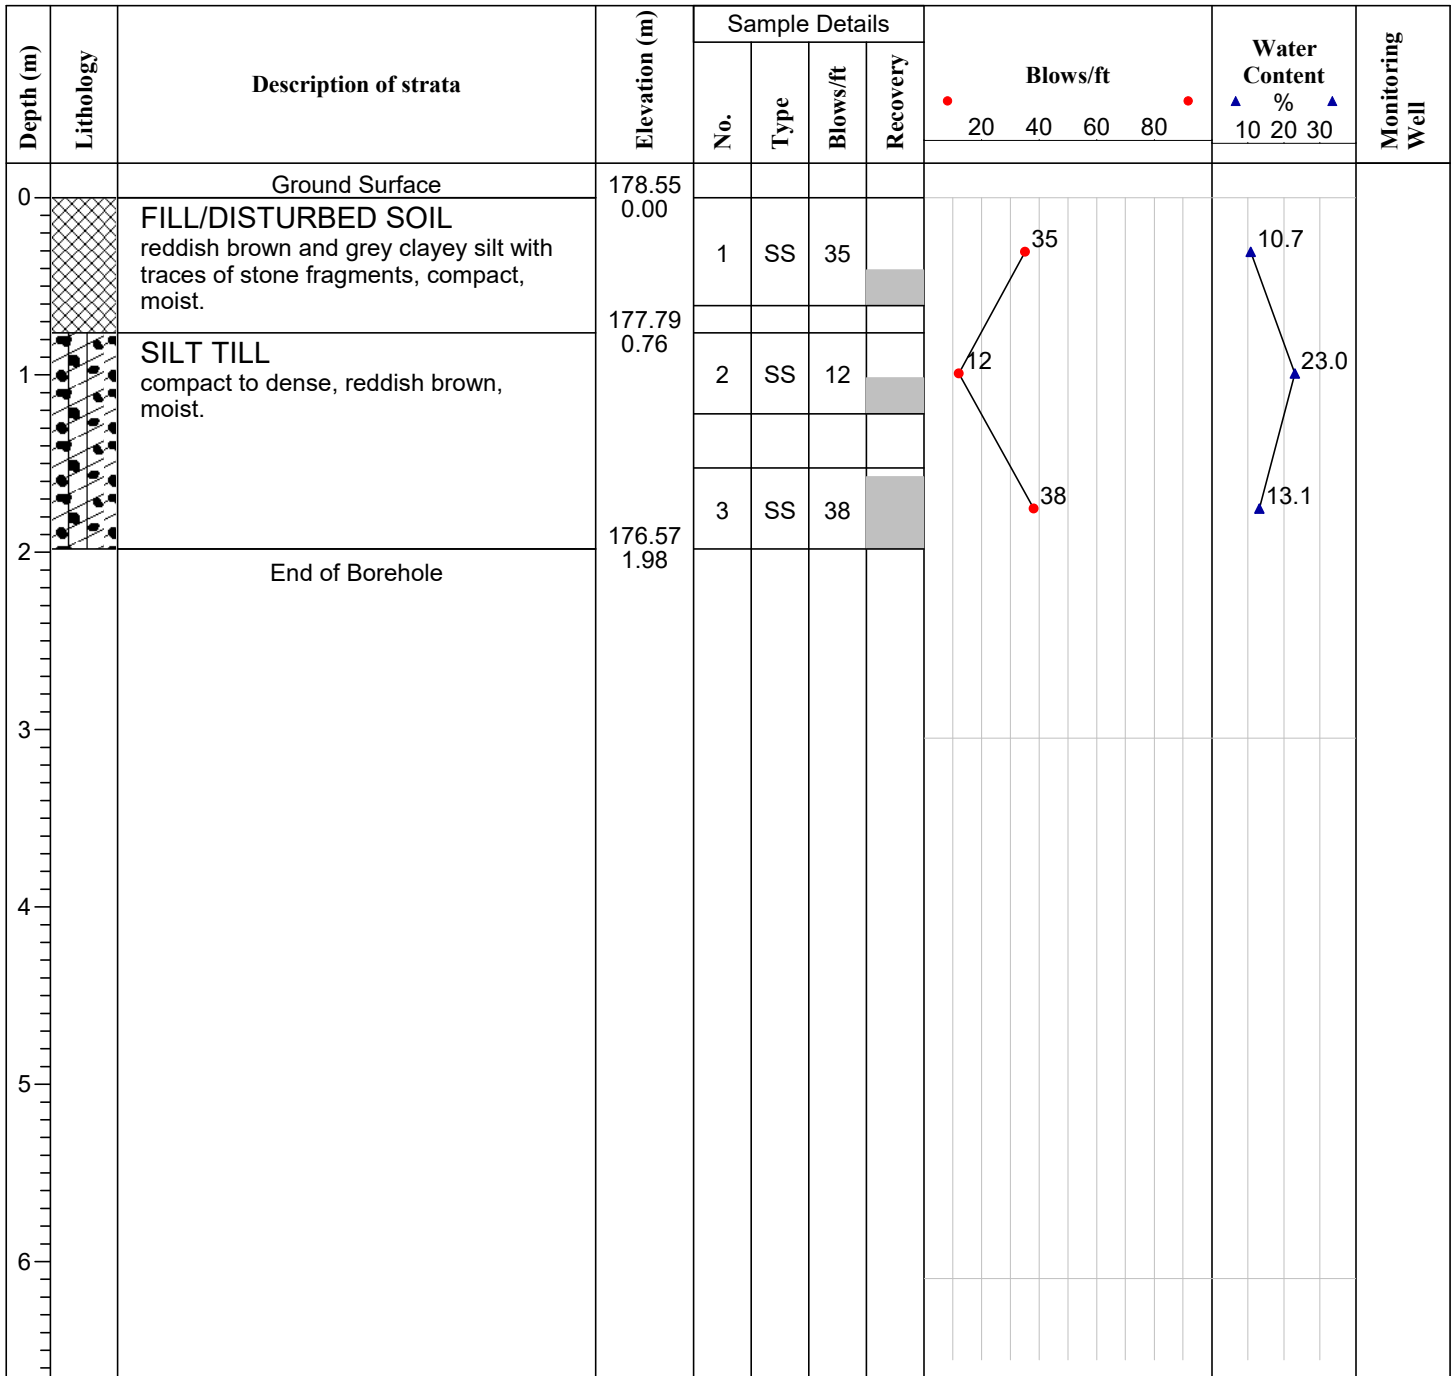 Depth (m)
Lithology
Description of strata
Elevation (m)
Sample Details
No.
Type
Blows/ft
Recovery
Blows/ft
20 40 60 80
Water
Content
%
10 20 30
Monitoring
Well
Ground Surface
178.55
0
0.00
FILL/DISTURBED SOIL
reddish brown and grey clayey silt with
traces of stone fragments, compact,
moist.
1 SS 35
35
10.7
177.79
0.76
SILT TILL
compact to dense, reddish brown,
moist.
1
2 SS 12
12
23.0
3 SS 38
38
13.1
176.57
1.98
2
End of Borehole
3
4
5
6